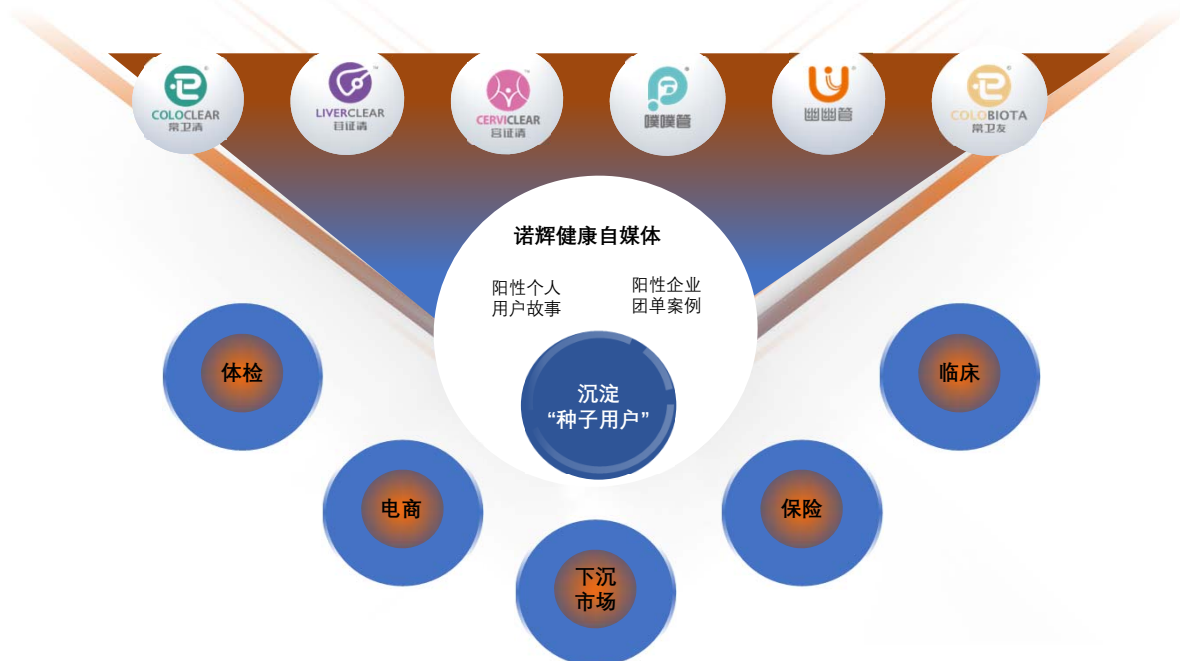 COLOCLEAR
常卫清
LIVERCLEAR
苷证清
CERVICLEAR
宫证清
噗噗管
幽幽管
COLOBIOTA
常卫友
诺辉健康自媒体
阳性个人
用户故事
阳性企业
团单案例
沉淀
“种子用户”
体检
临床
电商
保险
下沉
市场